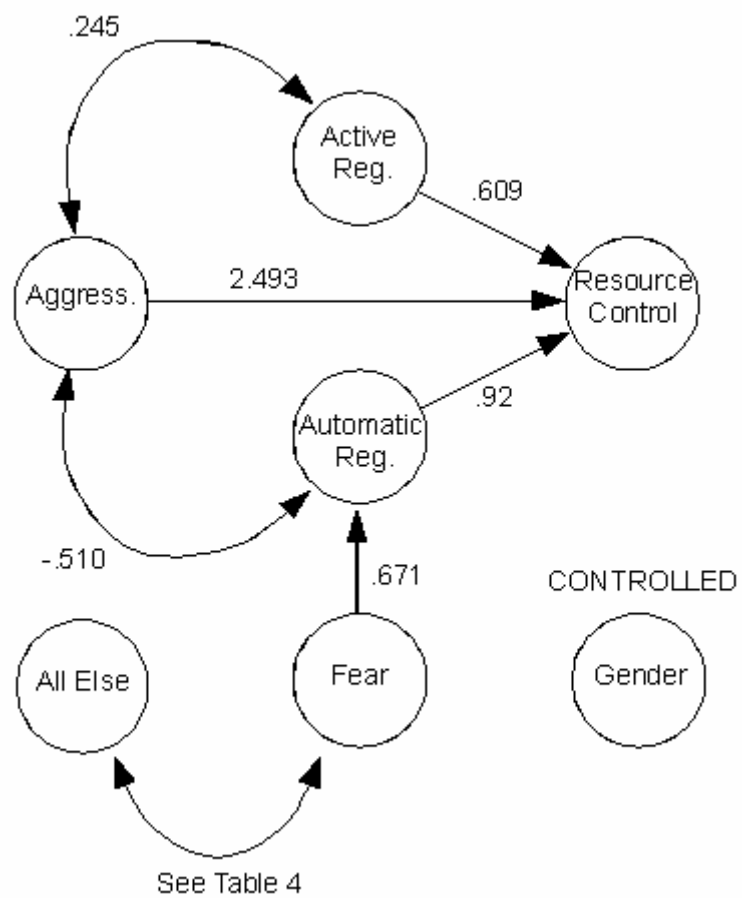 .245
Active
Reg.
.609
Aggress.
2.493
Resource
Control
Automatic
Reg.
.92
-.510
.671
CONTROLLED
All Else
Fear
Gender
See Table 4